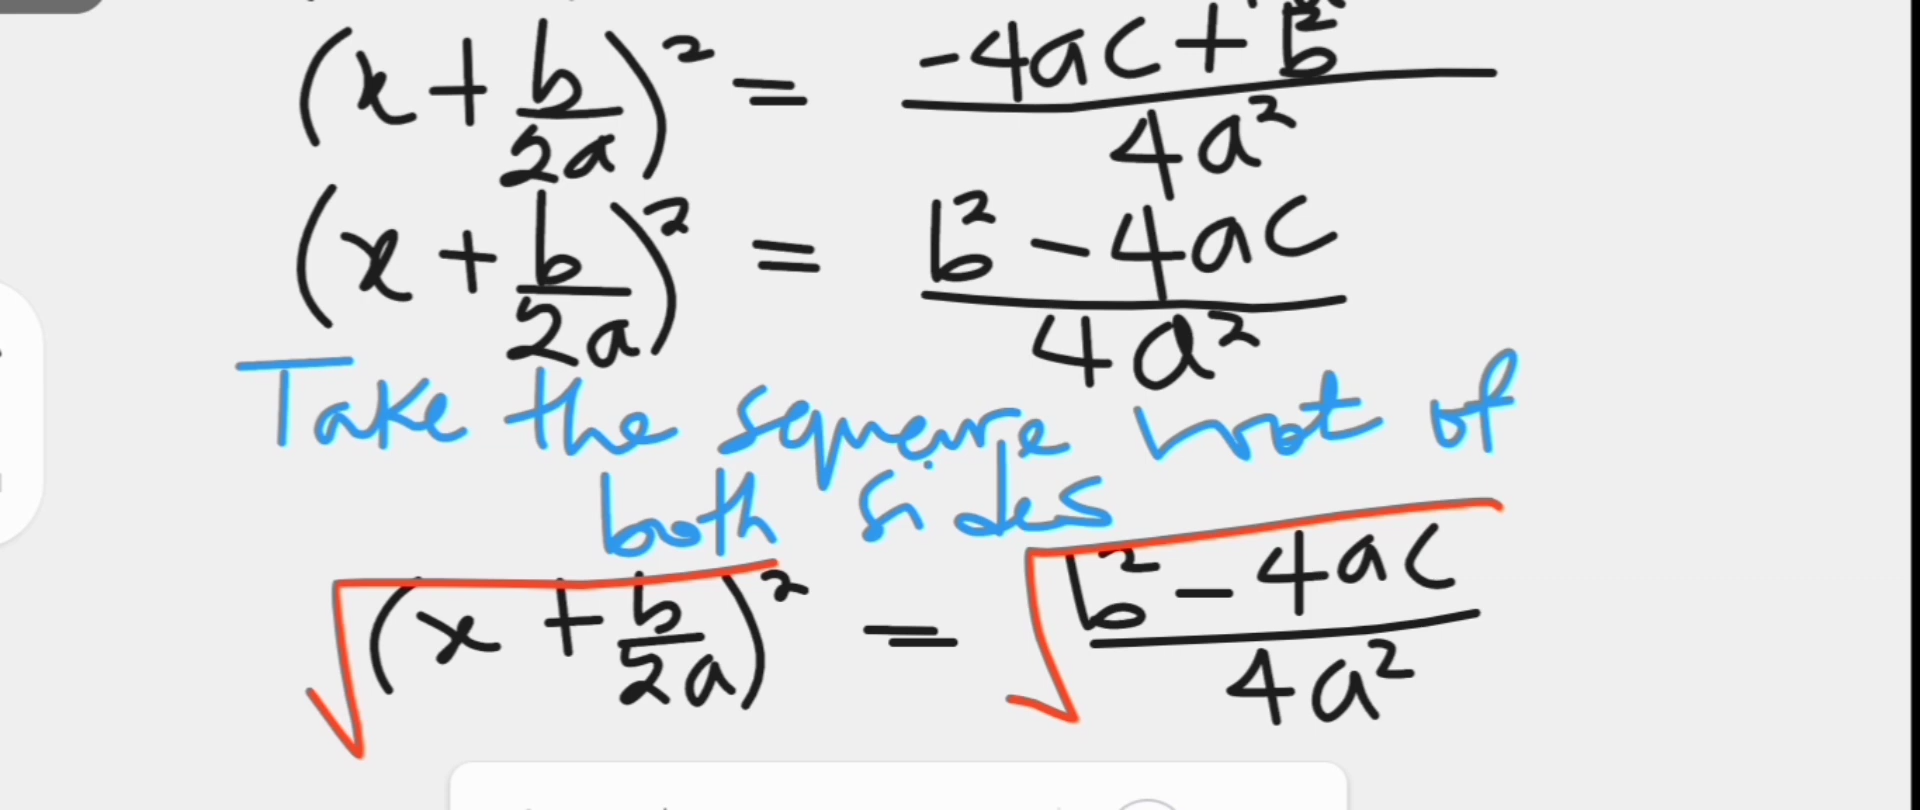 (x + b/2a)² = (-4ac + b²)/4a²
(x + b/2a)² = (b² - 4ac)/4a²
Take the square root of
both sides
√(x + b/2a)² = √((b² - 4ac)/4a²)